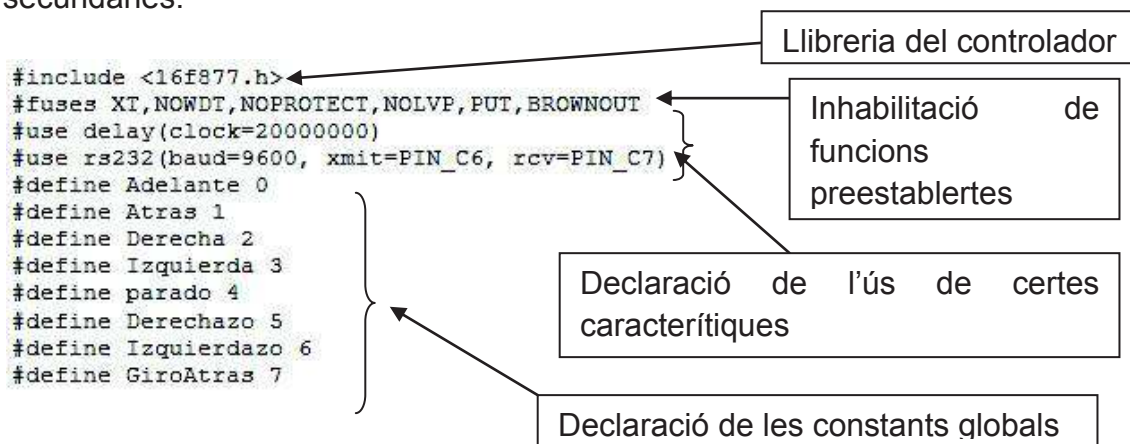 secundàries.
#include <16f877.h>
#fuses XT,NOWDT,NOPROTECT,NOLVP,PUT,BROWNOUT
#use delay(clock=20000000)
#use rs232(baud=9600, xmit=PIN_C6, rcv=PIN_C7)
#define Adelante 0
#define Atras 1
#define Derecha 2
#define Izquierda 3
#define parado 4
#define Derechazo 5
#define Izquierdazo 6
#define GiroAtras 7
Llibreria del controlador
Inhabilitació de
funcions
preestablertes
Declaració de l'ús de certes
caracterítiques
Declaració de les constants globals